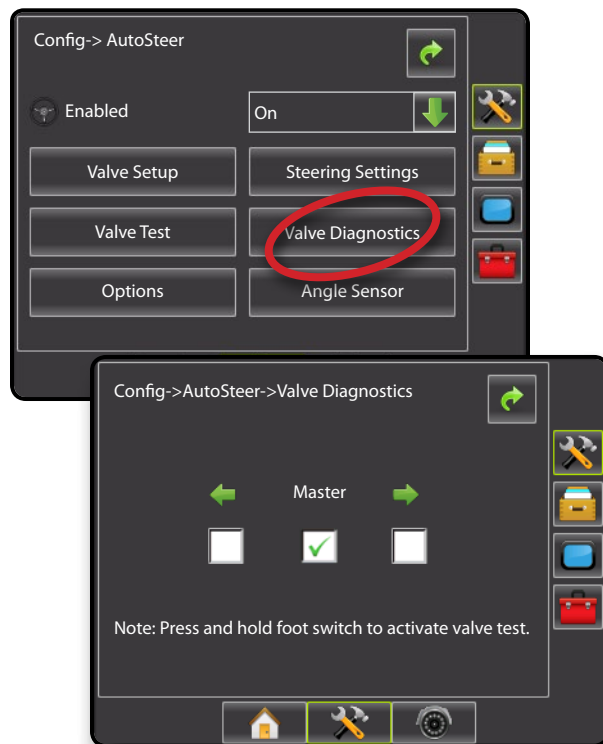 Config-> AutoSteer
Enabled
On
Valve Setup
Steering Settings
Valve Test
Valve Diagnostics
Options
Angle Sensor
Config->AutoSteer->Valve Diagnostics
Master
Note: Press and hold foot switch to activate valve test.